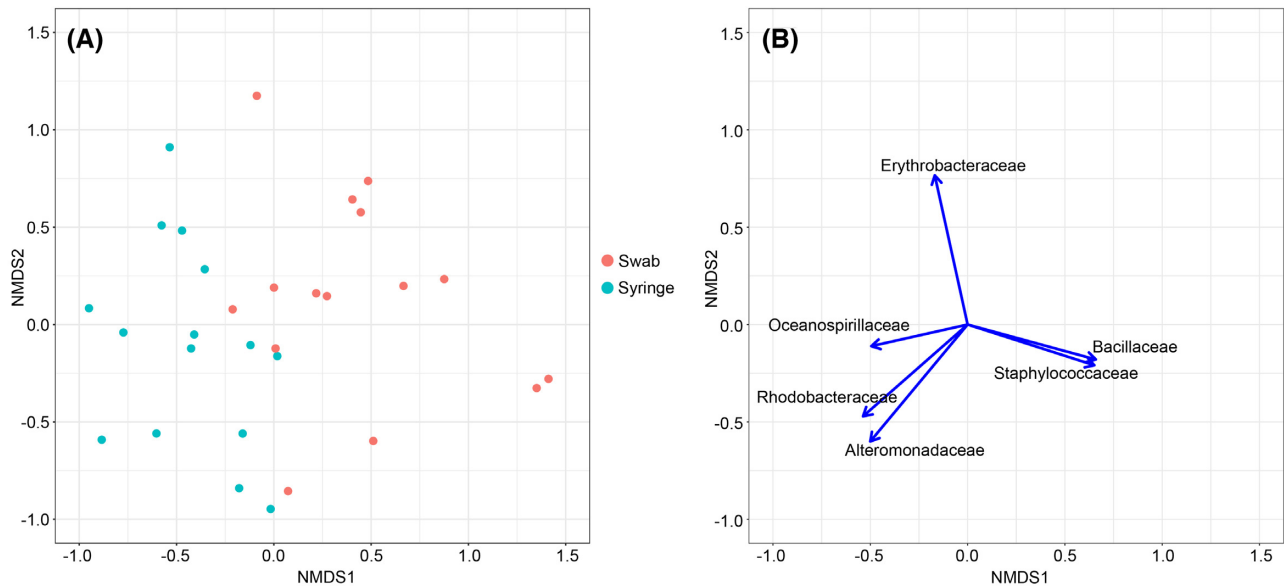 (A)
1.5
1.0
0.5
0.0
-0.5
-1.0
NMDS2
-1.0 -0.5 0.0 0.5 1.0 1.5
NMDS1
Swab
Syringe
(B)
1.5
1.0
0.5
0.0
-0.5
-1.0
NMDS2
Erythrobacteraceae
Oceanospirillaceae
Bacillaceae
Staphylococcaceae
Rhodobacteraceae
Alteromonadaceae
-1.0 -0.5 0.0 0.5 1.0 1.5
NMDS1